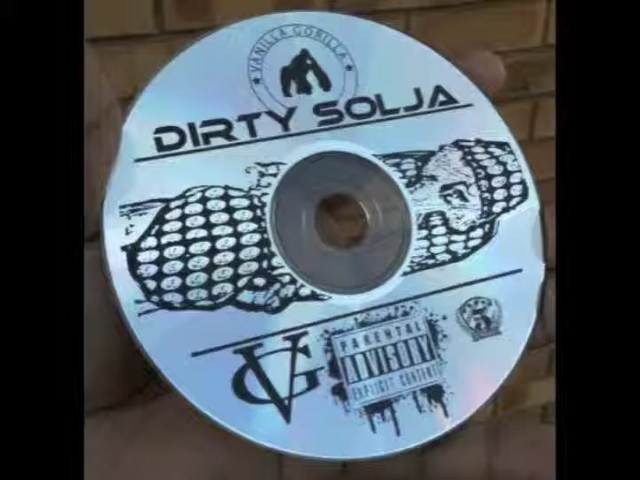 VANILLA GORILLA
DIRTY SOLJA
VG
PARENTAL
ADVISORY
EXPLICIT CONTENT